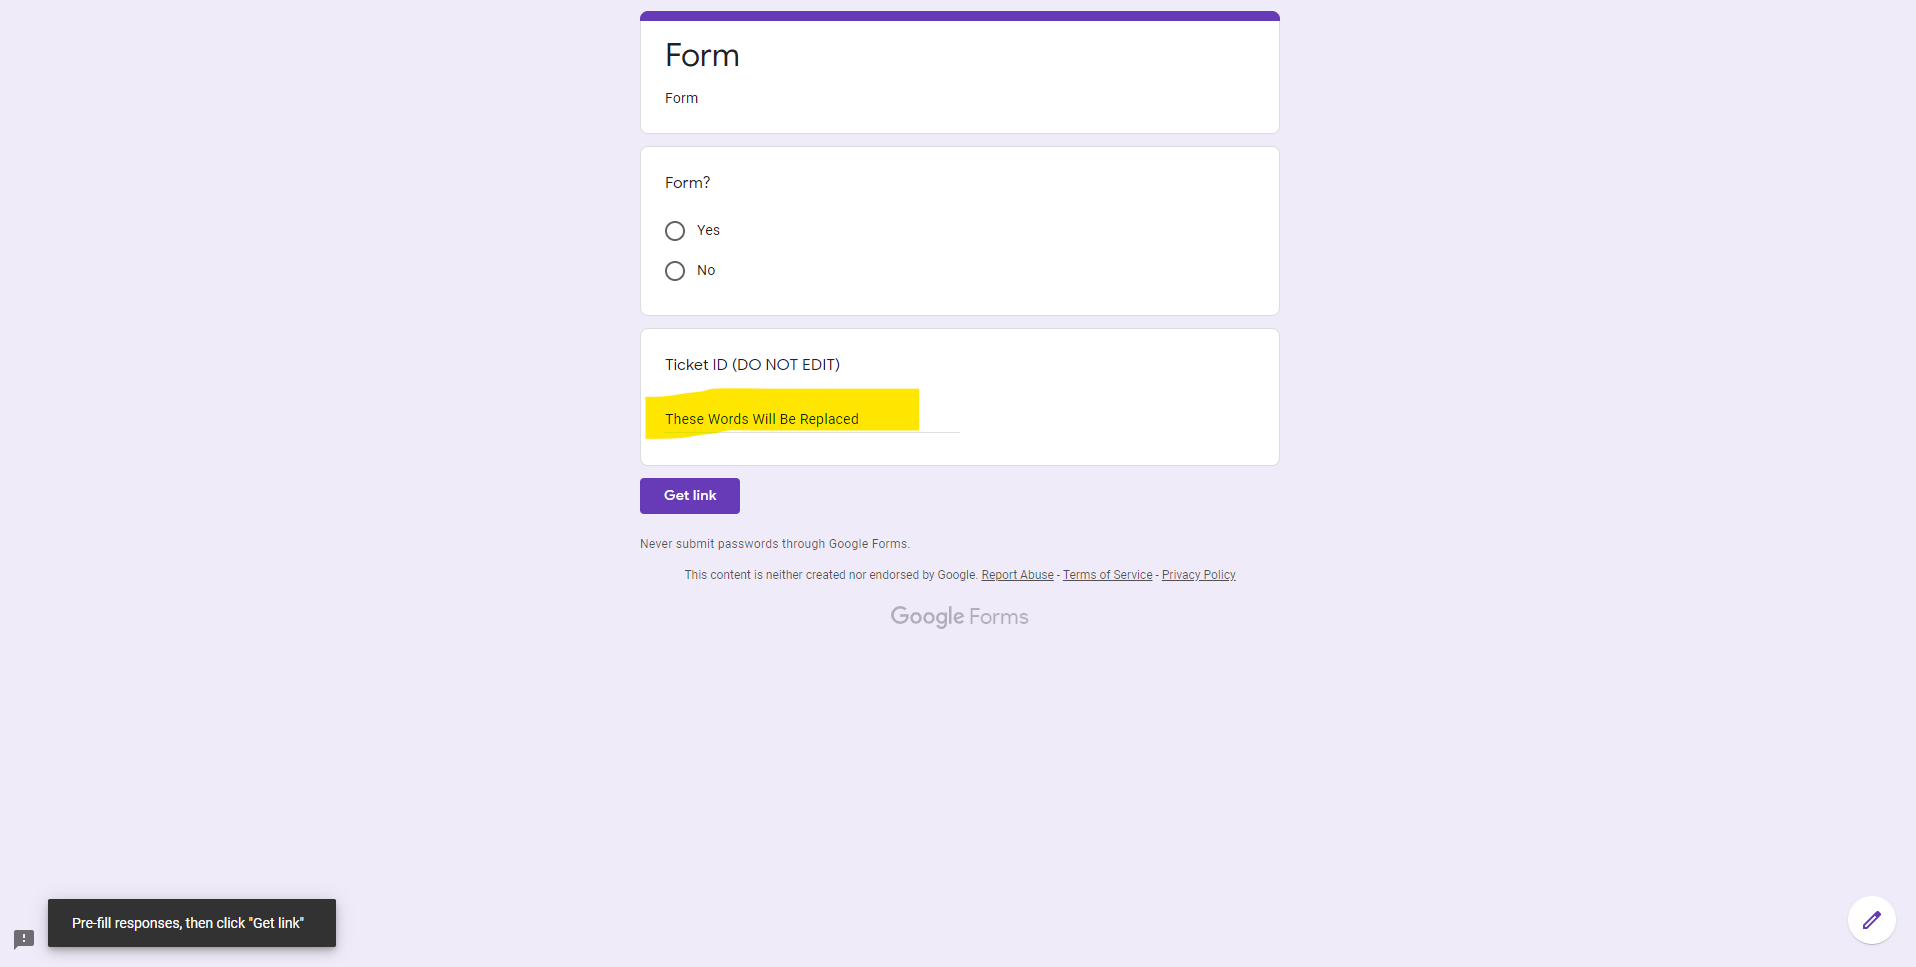 Form
Form
Form?
Yes
No
Ticket ID (DO NOT EDIT)
These Words Will Be Replaced
Get link
Never submit passwords through Google Forms.
This content is neither created nor endorsed by Google. Report Abuse - Terms of Service - Privacy Policy
Google Forms
Pre-fill responses, then click "Get link"